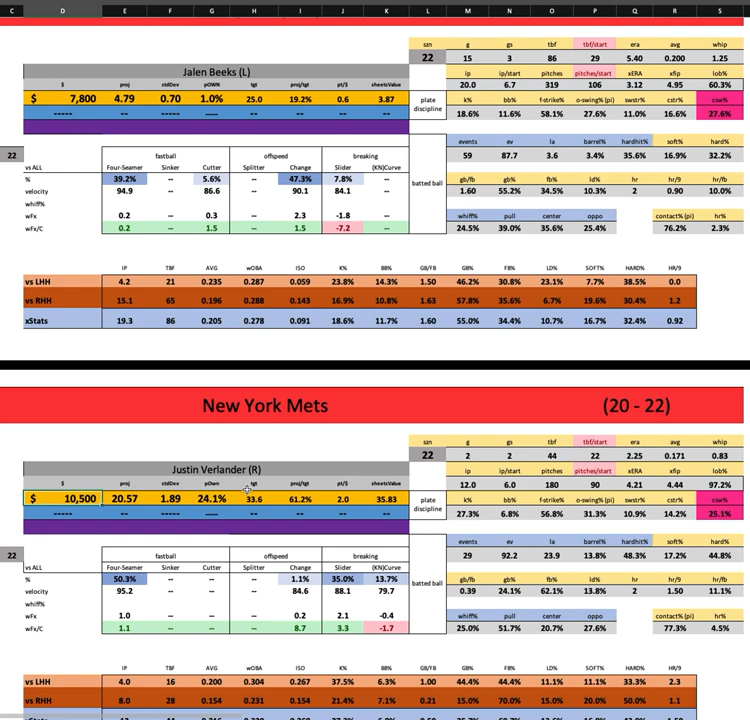 C D E F G H I J K L M N O P Q R S
szn g gs tbf tbf/start era avg whip
22 15 3 86 29 5.40 0.200 1.25
Jalen Beeks (L) ip ip/start pitches pitches/start xERA xfip lob%
$ proj stdDev pOWN tgt proj/tgt pt/$ sheetsValue 20.0 6.7 319 106 3.12 4.95 60.3%
$ 7,800 4.79 0.70 1.0% 25.0 19.2% 0.6 3.87 plate discipline k% bb% f-strike% o-swing% (pi) swstr% cstr% csw%
----- -- -- ---- -- -- -- -- 18.6% 11.6% 58.1% 27.6% 11.0% 16.6% 27.6%
events ev la barrel% hardhit% soft% hard%
22 fastball offspeed breaking 59 87.7 3.6 3.4% 35.6% 16.9% 32.2%
vs ALL Four-Seamer Sinker Cutter Splitter Change Slider (KN)Curve
% 39.2% -- 5.6% -- 47.3% 7.8% -- batted ball gb/fb gb% fb% ld% hr hr/9 hr/fb
velocity 94.9 -- 86.6 -- 90.1 84.1 -- 1.60 55.2% 34.5% 10.3% 2 0.90 10.0%
whiff%
wFx 0.2 -- 0.3 -- 2.3 -1.8 -- whiff% pull center oppo contact% (pi) hr%
wFx/C 0.2 -- 1.5 -- 1.5 -7.2 -- 24.5% 39.0% 35.6% 25.4% 76.2% 2.3%
IP TBF AVG wOBA ISO K% BB% GB/FB GB% FB% LD% SOFT% HARD% HR/9
vs LHH 4.2 21 0.235 0.287 0.059 23.8% 14.3% 1.50 46.2% 30.8% 23.1% 7.7% 38.5% 0.0
vs RHH 15.1 65 0.196 0.288 0.143 16.9% 10.8% 1.63 57.8% 35.6% 6.7% 19.6% 30.4% 1.2
xStats 19.3 86 0.205 0.278 0.091 18.6% 11.7% 1.60 55.0% 34.4% 10.7% 16.7% 32.4% 0.92
New York Mets (20 - 22)
szn g gs tbf tbf/start era avg whip
22 2 2 44 22 2.25 0.171 0.83
Justin Verlander (R) ip ip/start pitches pitches/start xERA xfip lob%
$ proj stdDev pOwn tgt proj/tgt pt/$ sheetsValue 12.0 6.0 180 90 4.21 4.44 97.2%
$ 10,500 20.57 1.89 24.1% 33.6 61.2% 2.0 35.83 plate discipline k% bb% f-strike% o-swing% (pi) swstr% cstr% csw%
----- -- -- ---- -- -- -- -- 27.3% 6.8% 56.8% 31.3% 10.9% 14.2% 25.1%
events ev la barrel% hardhit% soft% hard%
22 fastball offspeed breaking 29 92.2 23.9 13.8% 48.3% 17.2% 44.8%
vs ALL Four-Seamer Sinker Cutter Splitter Change Slider (KN)Curve
% 50.3% -- -- -- 1.1% 35.0% 13.7% batted ball gb/fb gb% fb% ld% hr hr/9 hr/fb
velocity 95.2 -- -- -- 84.6 88.1 79.7 0.39 24.1% 62.1% 13.8% 2 1.50 11.1%
whiff%
wFx 1.0 -- -- -- 0.2 2.1 -0.4 whiff% pull center oppo contact% (pi) hr%
wFx/C 1.1 -- -- -- 8.7 3.3 -1.7 25.0% 51.7% 20.7% 27.6% 77.3% 4.5%
IP TBF AVG wOBA ISO K% BB% GB/FB GB% FB% LD% SOFT% HARD% HR/9
vs LHH 4.0 16 0.200 0.304 0.267 37.5% 6.3% 1.00 44.4% 44.4% 11.1% 11.1% 33.3% 2.3
vs RHH 8.0 28 0.154 0.231 0.154 21.4% 7.1% 0.21 15.0% 70.0% 15.0% 20.0% 50.0% 1.1